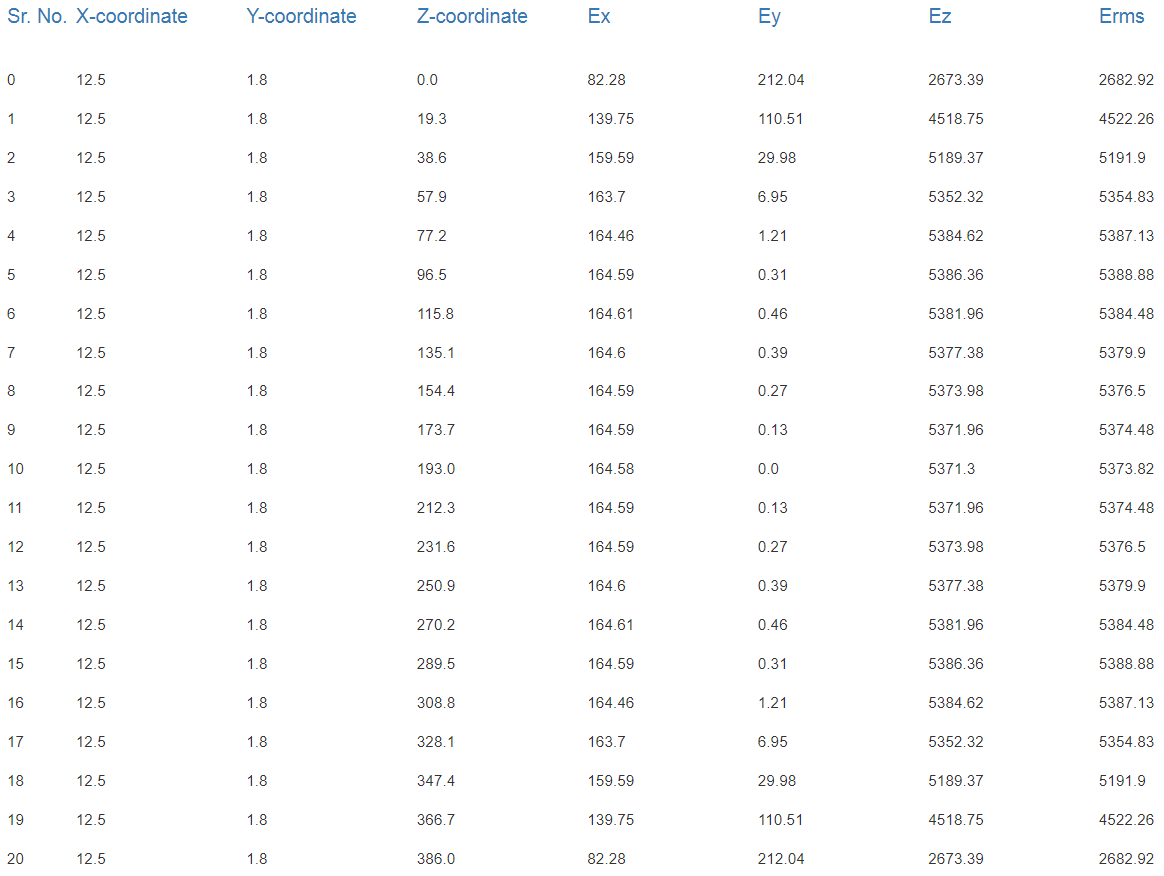 Sr. No. X-coordinate Y-coordinate Z-coordinate Ex Ey Ez Erms
0 12.5 1.8 0.0 82.28 212.04 2673.39 2682.92
1 12.5 1.8 19.3 139.75 110.51 4518.75 4522.26
2 12.5 1.8 38.6 159.59 29.98 5189.37 5191.9
3 12.5 1.8 57.9 163.7 6.95 5352.32 5354.83
4 12.5 1.8 77.2 164.46 1.21 5384.62 5387.13
5 12.5 1.8 96.5 164.59 0.31 5386.36 5388.88
6 12.5 1.8 115.8 164.61 0.46 5381.96 5384.48
7 12.5 1.8 135.1 164.6 0.39 5377.38 5379.9
8 12.5 1.8 154.4 164.59 0.27 5373.98 5376.5
9 12.5 1.8 173.7 164.59 0.13 5371.96 5374.48
10 12.5 1.8 193.0 164.58 0.0 5371.3 5373.82
11 12.5 1.8 212.3 164.59 0.13 5371.96 5374.48
12 12.5 1.8 231.6 164.59 0.27 5373.98 5376.5
13 12.5 1.8 250.9 164.6 0.39 5377.38 5379.9
14 12.5 1.8 270.2 164.61 0.46 5381.96 5384.48
15 12.5 1.8 289.5 164.59 0.31 5386.36 5388.88
16 12.5 1.8 308.8 164.46 1.21 5384.62 5387.13
17 12.5 1.8 328.1 163.7 6.95 5352.32 5354.83
18 12.5 1.8 347.4 159.59 29.98 5189.37 5191.9
19 12.5 1.8 366.7 139.75 110.51 4518.75 4522.26
20 12.5 1.8 386.0 82.28 212.04 2673.39 2682.92